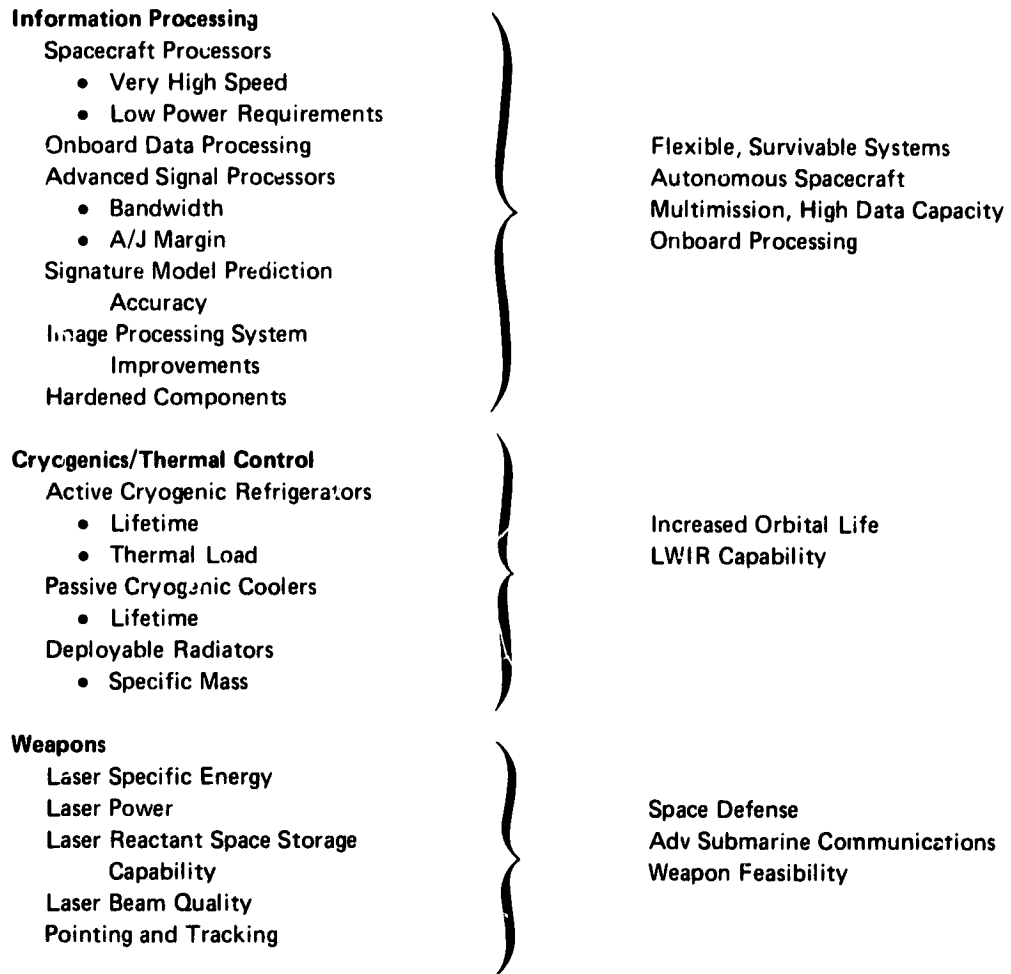 Information Processing
Spacecraft Processors
• Very High Speed
• Low Power Requirements
Onboard Data Processing
Advanced Signal Processors
• Bandwidth
• A/J Margin
Signature Model Prediction
Accuracy
Image Processing System
Improvements
Hardened Components
Flexible, Survivable Systems
Autonomous Spacecraft
Multimission, High Data Capacity
Onboard Processing
Cryogenics/Thermal Control
Active Cryogenic Refrigerators
• Lifetime
• Thermal Load
Passive Cryogenic Coolers
• Lifetime
Deployable Radiators
• Specific Mass
Increased Orbital Life
LWIR Capability
Weapons
Laser Specific Energy
Laser Power
Laser Reactant Space Storage
Capability
Laser Beam Quality
Pointing and Tracking
Space Defense
Adv Submarine Communications
Weapon Feasibility